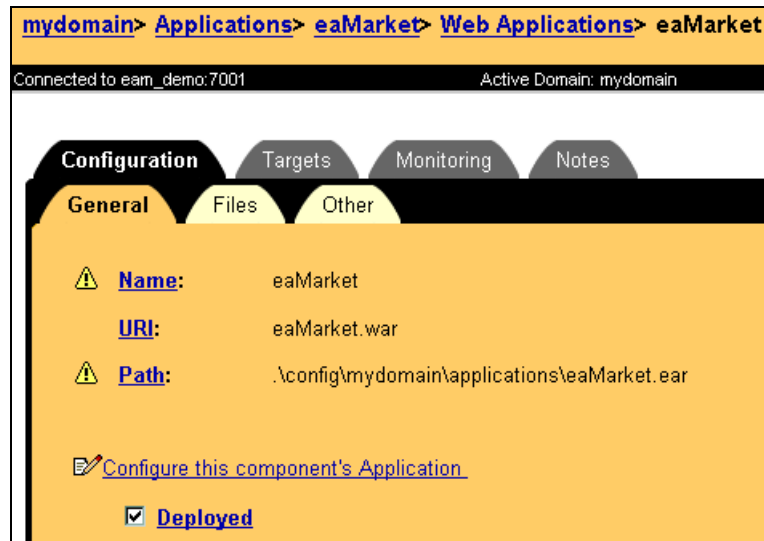 mydomain> Applications> eaMarket> Web Applications> eaMarket
Connected to eam_demo:7001 Active Domain: mydomain
Configuration Targets Monitoring Notes
General Files Other
Name: eaMarket
URI: eaMarket.war
Path: .\config\mydomain\applications\eaMarket.ear
Configure this component's Application
Deployed